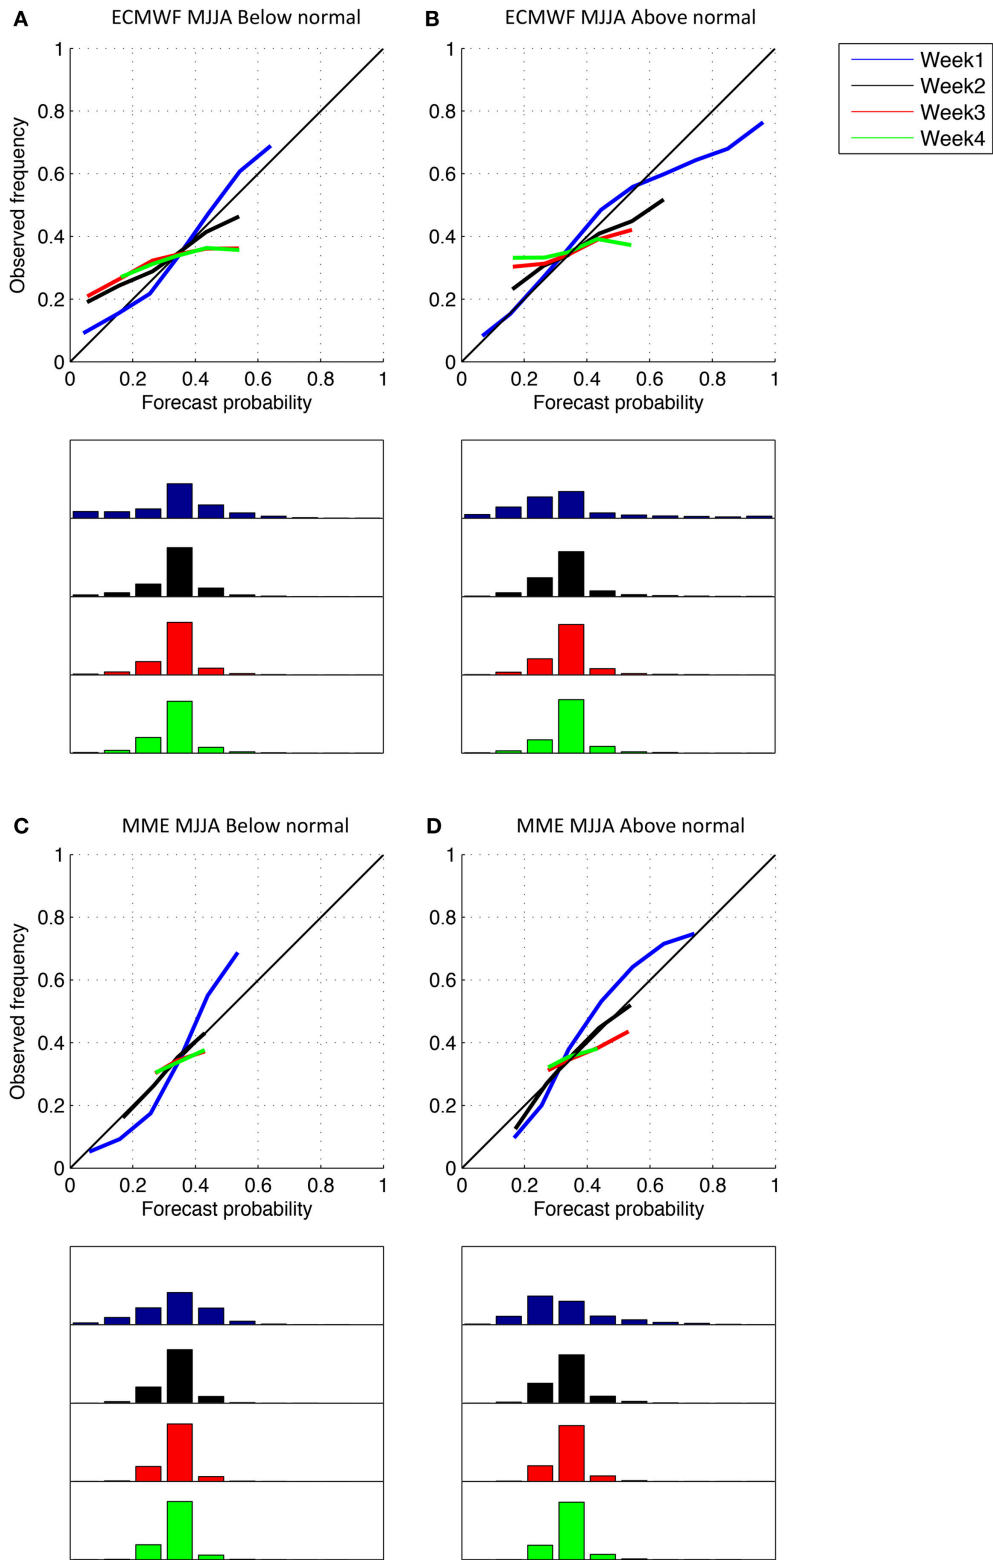 A
ECMWF MJJA Below normal
B
ECMWF MJJA Above normal
Week1
Week2
Week3
Week4
Observed frequency
1
0.8
0.6
0.4
0.2
0
0 0.2 0.4 0.6 0.8 1
Forecast probability
1
0.8
0.6
0.4
0.2
0
0 0.2 0.4 0.6 0.8 1
Forecast probability
C
MME MJJA Below normal
D
MME MJJA Above normal
Observed frequency
1
0.8
0.6
0.4
0.2
0
0 0.2 0.4 0.6 0.8 1
Forecast probability
1
0.8
0.6
0.4
0.2
0
0 0.2 0.4 0.6 0.8 1
Forecast probability